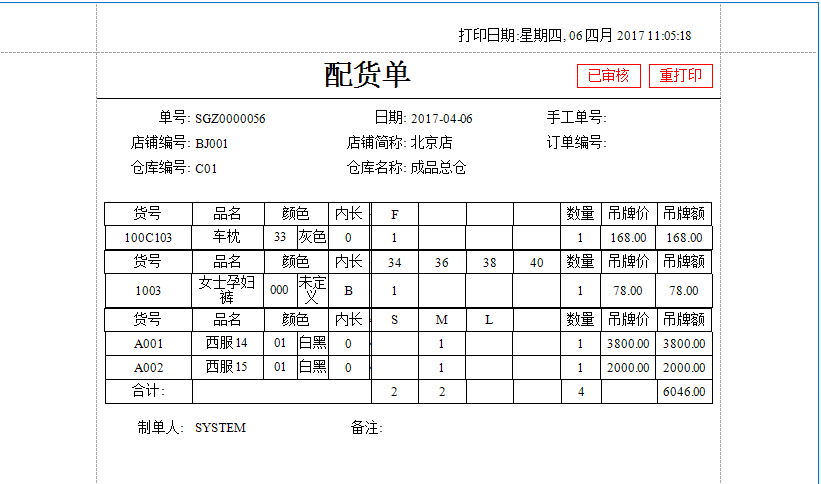 打印日期:星期四, 06 四月 2017 11:05:18
配货单 已审核 重打印
单号: SGZ0000056 日期: 2017-04-06 手工单号:
店铺编号: BJ001 店铺简称: 北京店 订单编号:
仓库编号: C01 仓库名称: 成品总仓
货号 品名 颜色 内长 F 数量 吊牌价 吊牌额
100C103 车枕 33 灰色 0 1 1 168.00 168.00
货号 品名 颜色 内长 34 36 38 40 数量 吊牌价 吊牌额
1003 女士孕妇裤 000 未定义 B 1 1 78.00 78.00
货号 品名 颜色 内长 S M L 数量 吊牌价 吊牌额
A001 西服14 01 白黑 0 1 1 3800.00 3800.00
A002 西服15 01 白黑 0 1 1 2000.00 2000.00
合计: 2 2 4 6046.00
制单人: SYSTEM 备注: